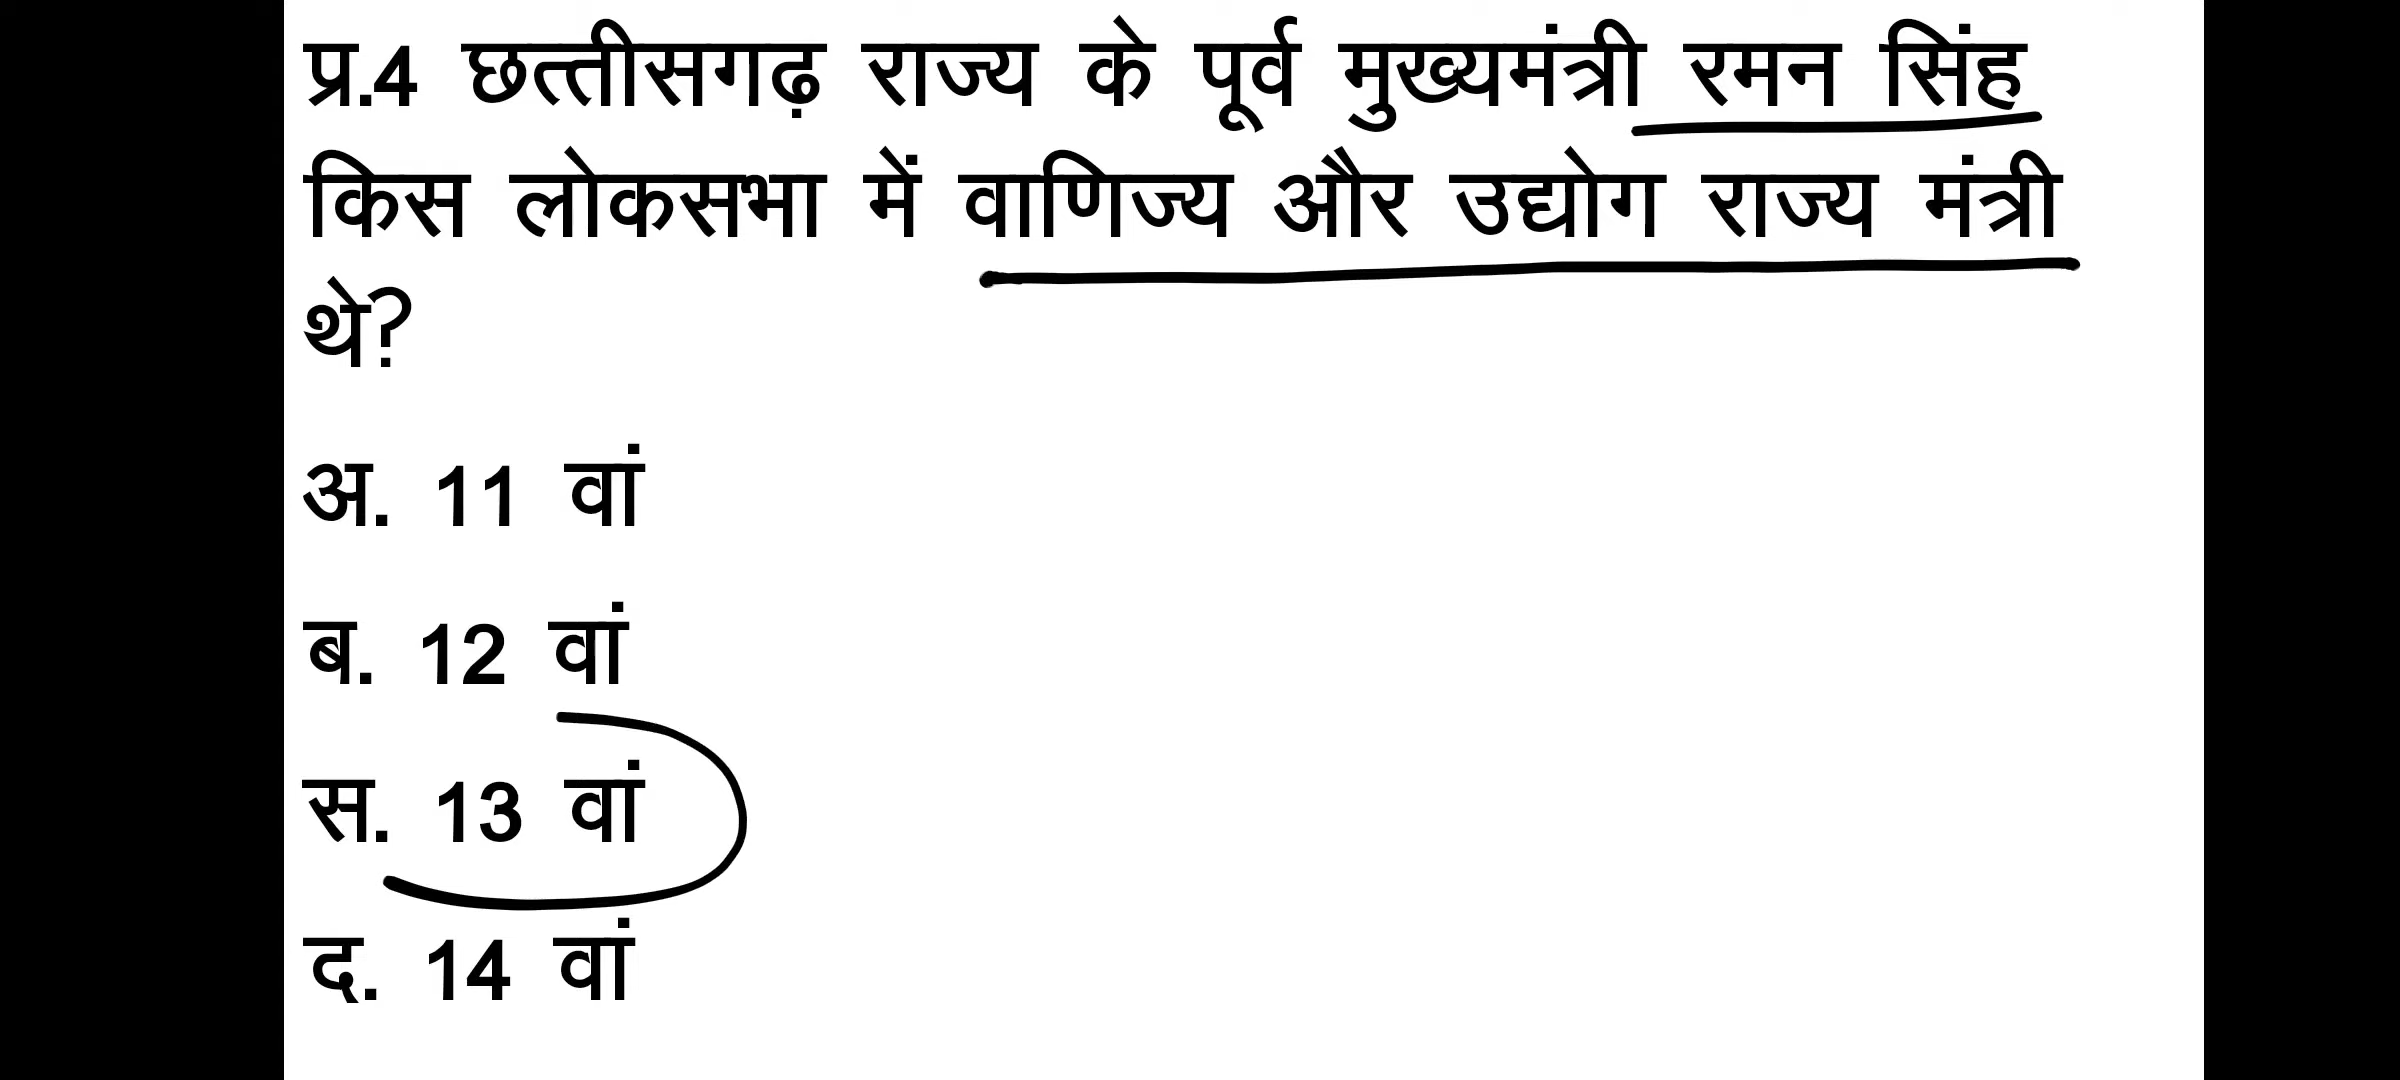 प्र.4 छत्तीसगढ़ राज्य के पूर्व मुख्यमंत्री रमन सिंह
किस लोकसभा में वाणिज्य और उद्योग राज्य मंत्री
थे?
अ. 11 वां
ब. 12 वां
स. 13 वां
द. 14 वां